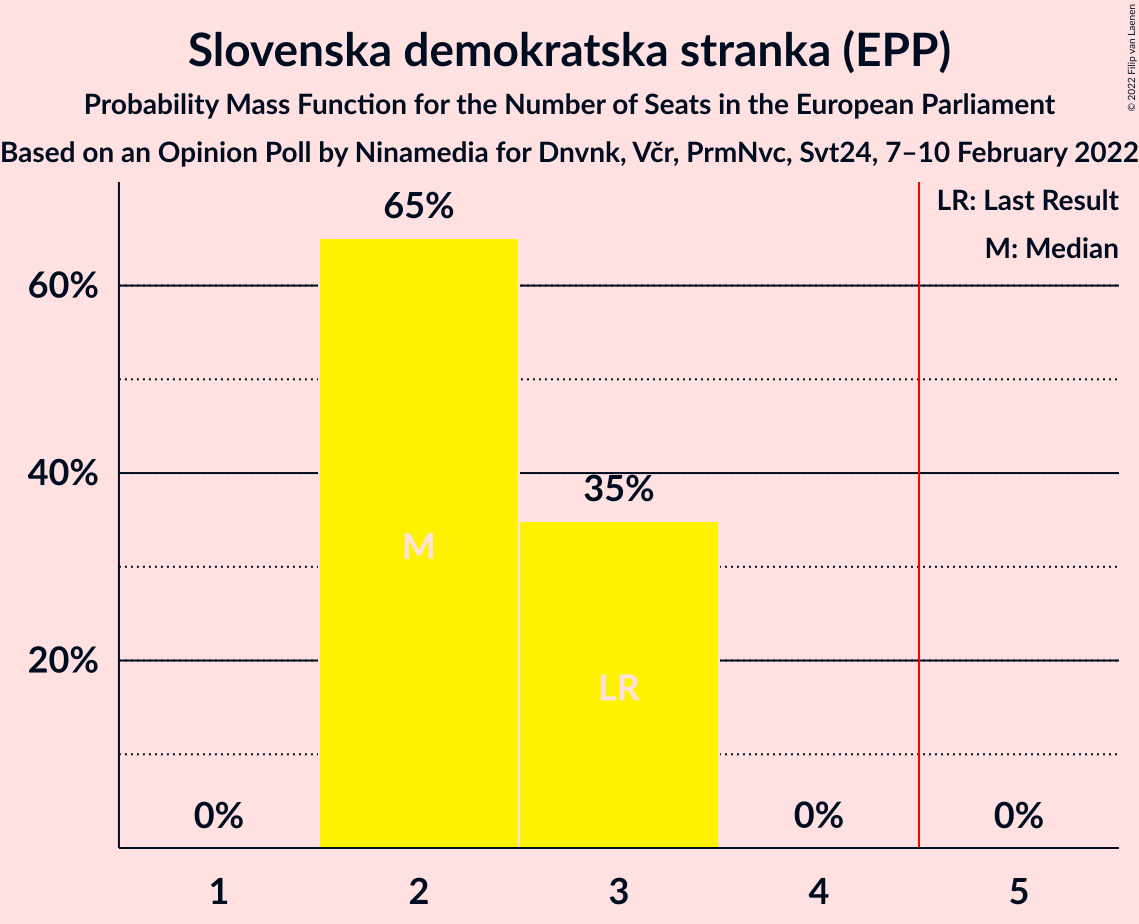 Slovenska demokratska stranka (EPP)
Probability Mass Function for the Number of Seats in the European Parliament
Based on an Opinion Poll by Ninamedia for Dnvnk, Včr, PrmNvc, Svt24, 7–10 February 2022
© 2022 Filip van Laenen
LR: Last Result
M: Median
65%
60%
40%
35%
M
20%
LR
0%
0%
0%
1
2
3
4
5